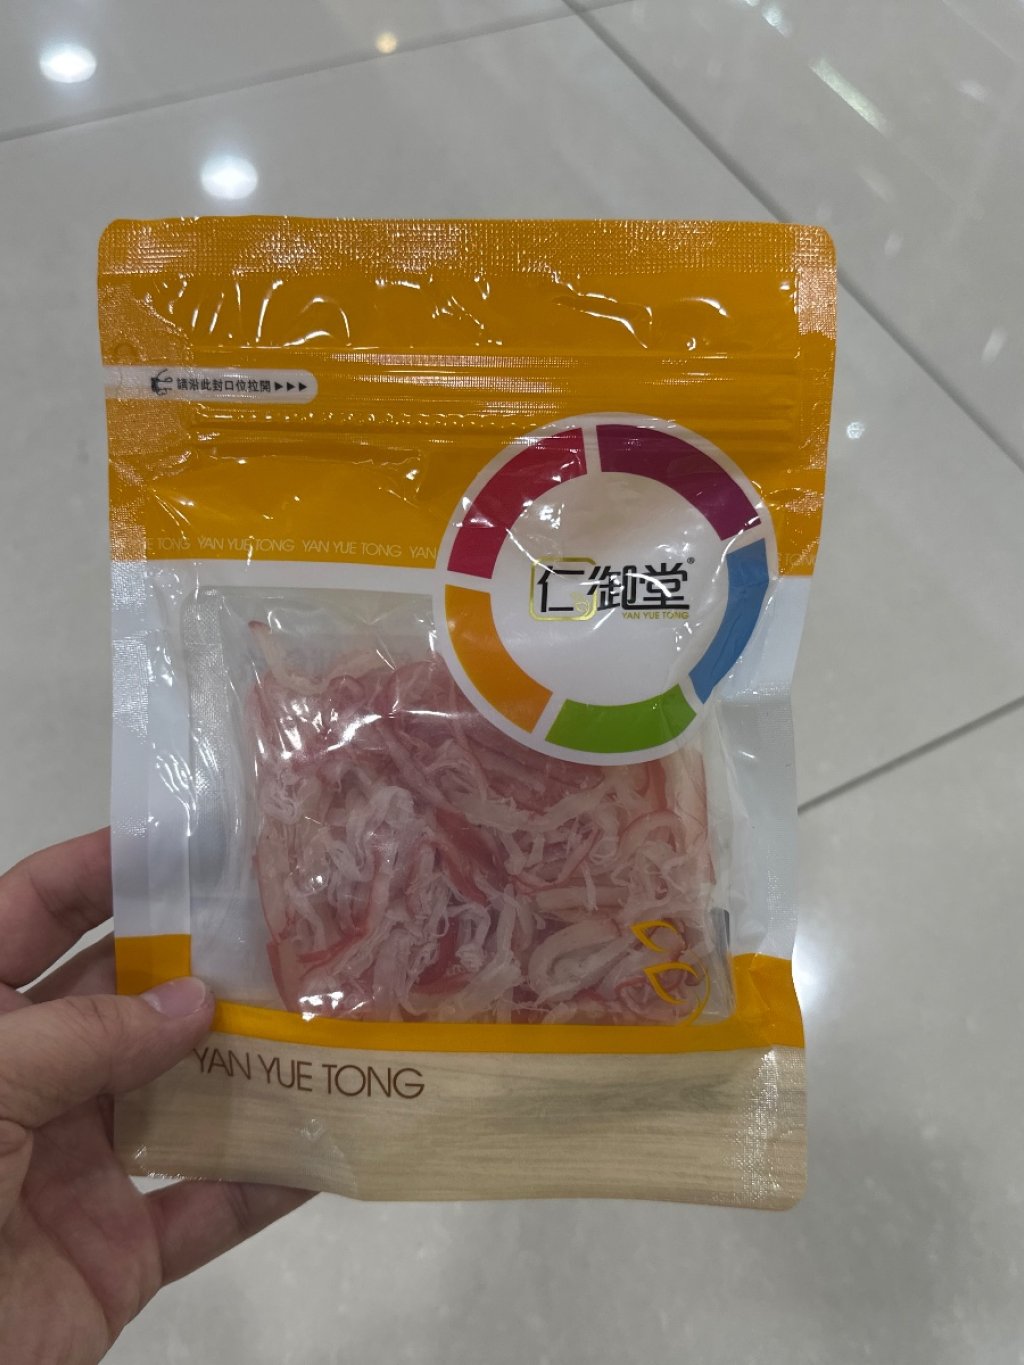 請沿此封口位拉開▶▶▶
E TONG YAN YUE TONG YAN YUE TONG YAN
TONG
仁御堂®
YAN YUE TONG
YAN YUE TONG